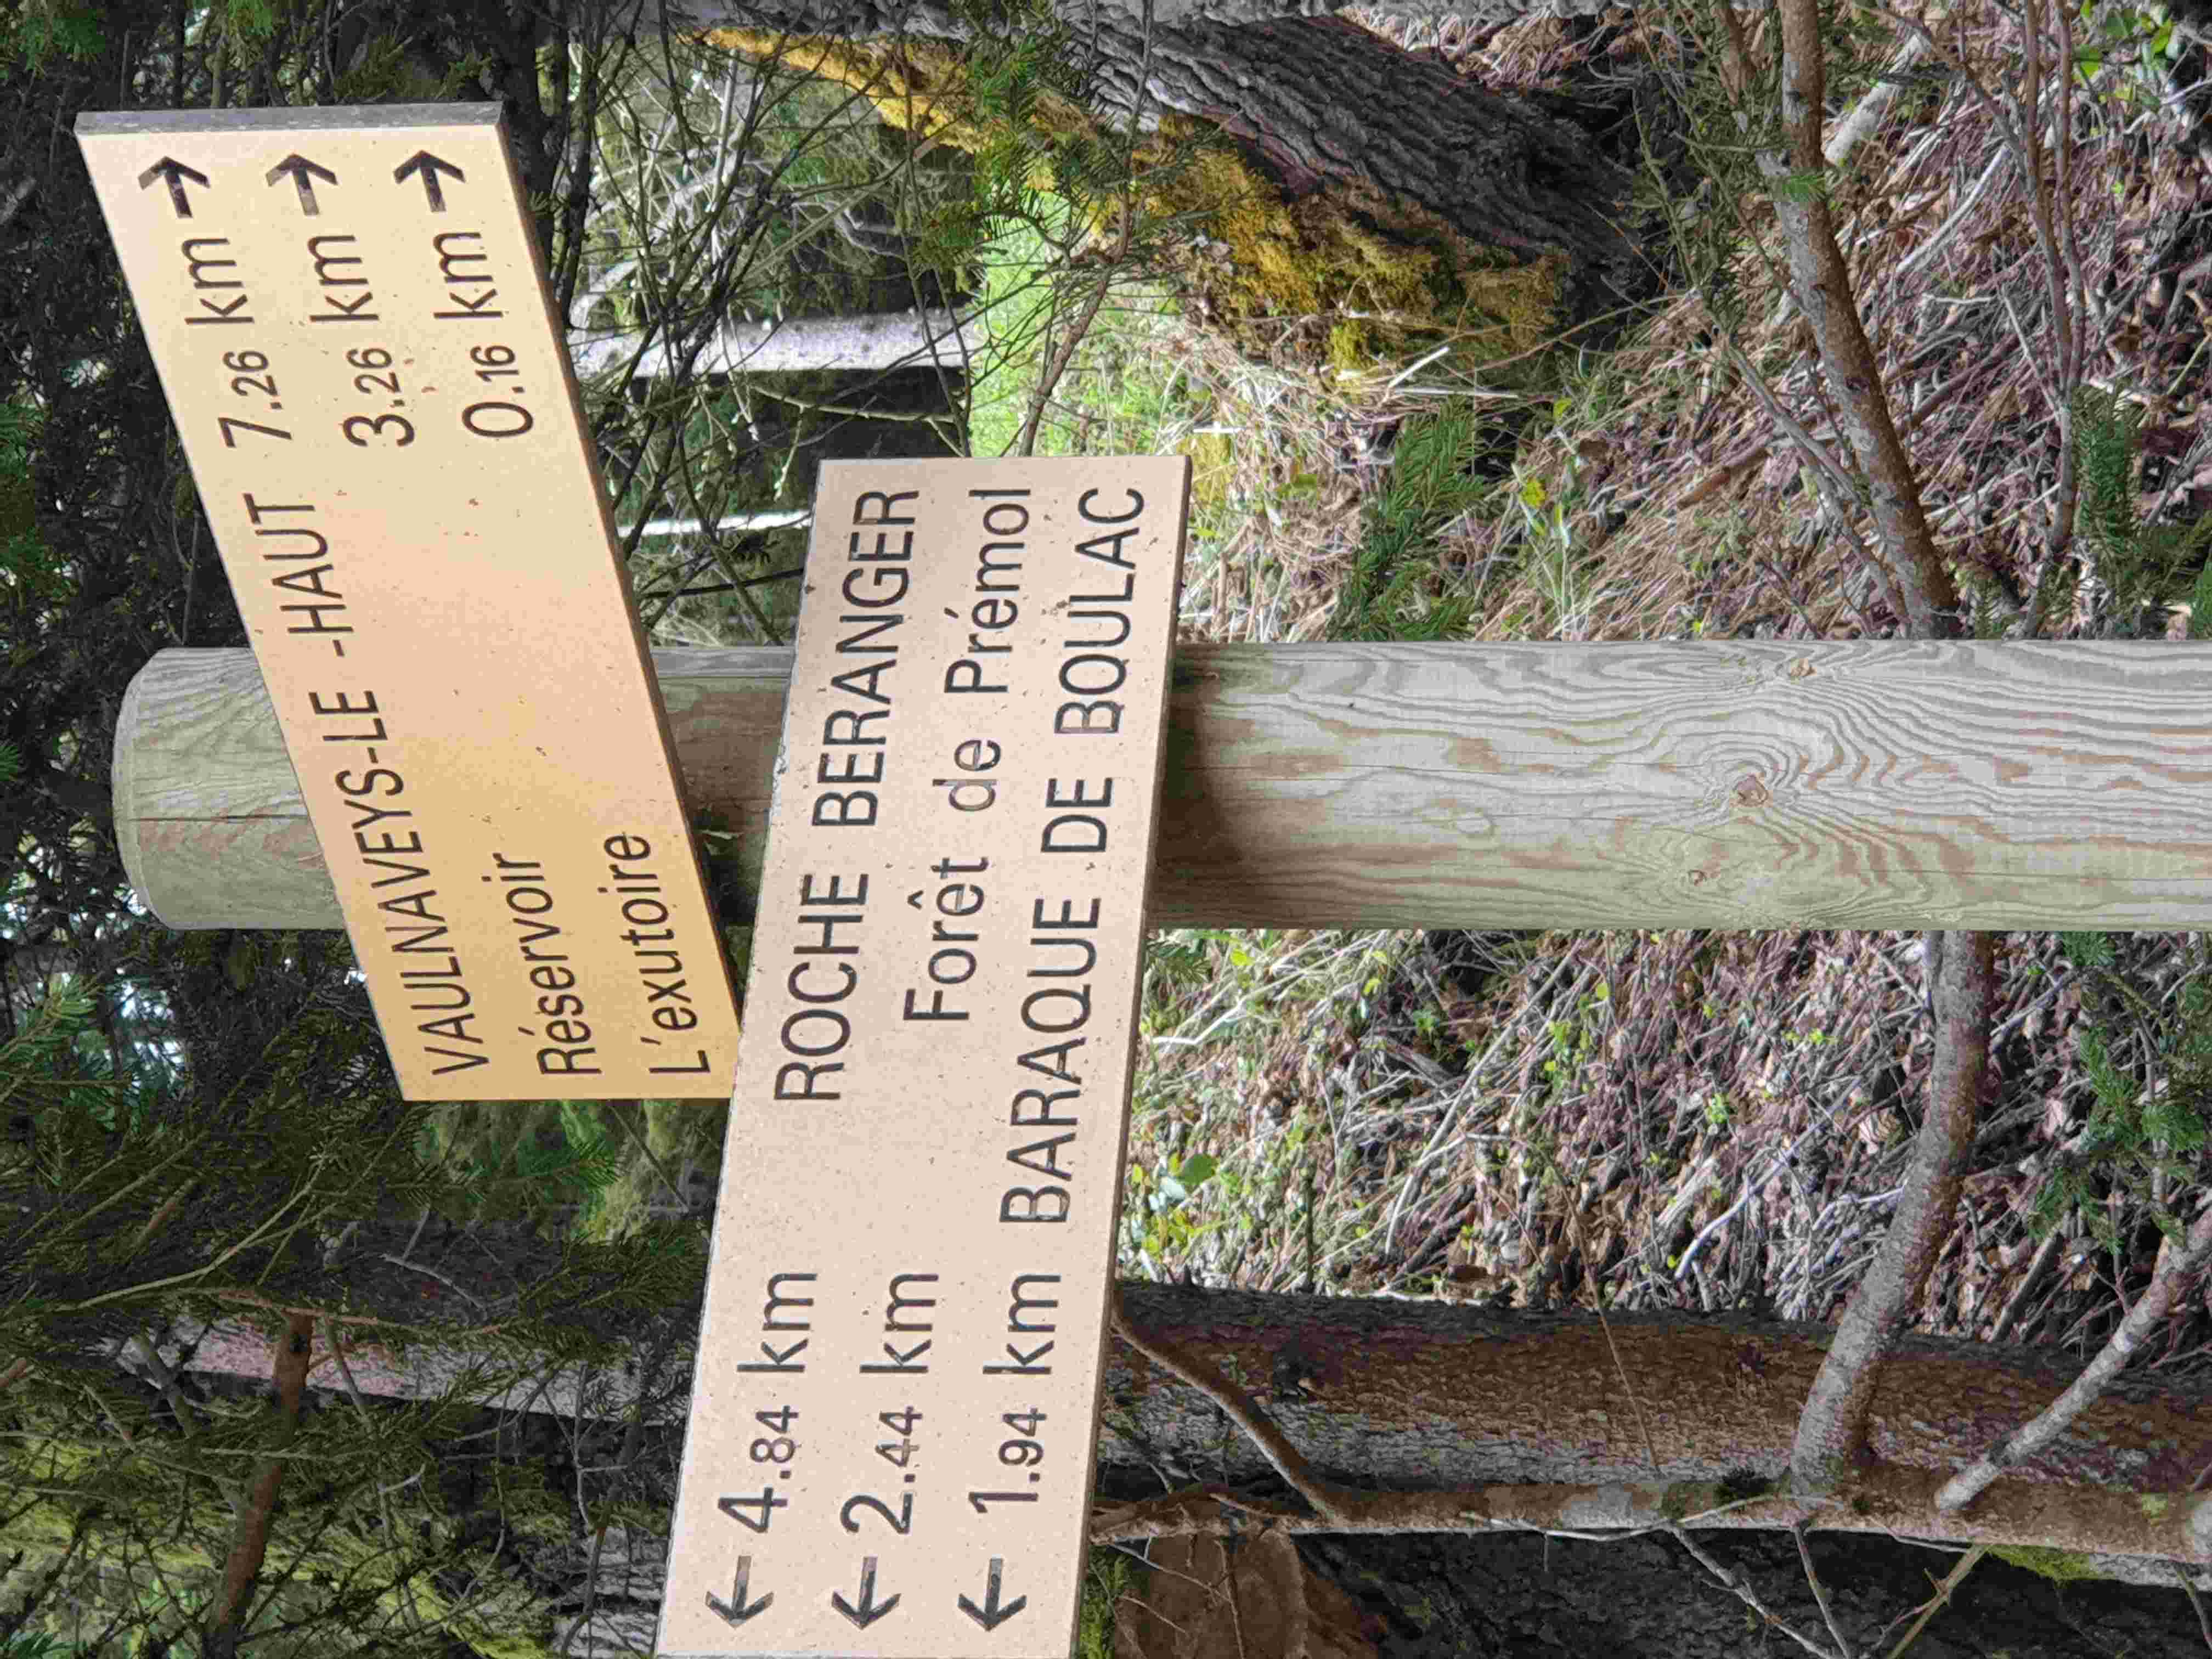 VAULNAVEYS-LE -HAUT 7.26 km →
Réservoir 3.26 km →
L'exutoire 0.16 km →
← 4.84 km ROCHE BERANGER
← 2.44 km Forêt de Prémol
← 1.94 km BARAQUE DE BOULAC